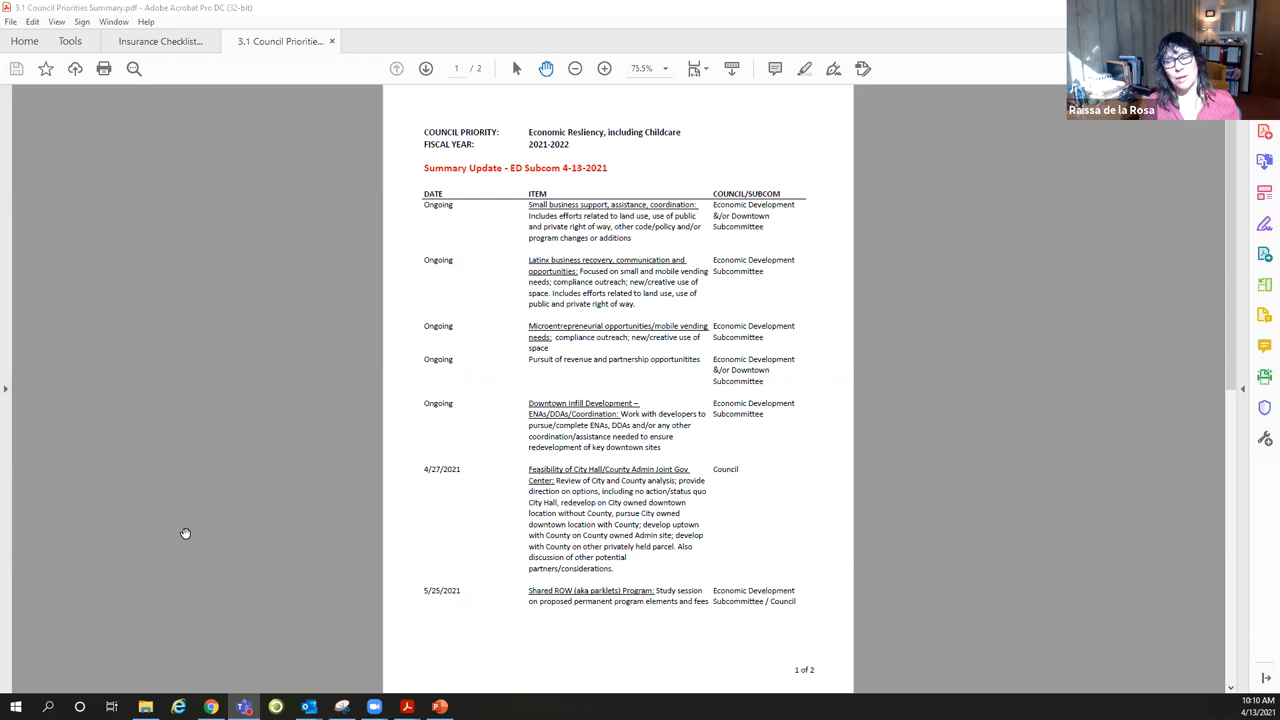 3.1 Council Priorities Summary.pdf - Adobe Acrobat Pro DC (32-bit)
File Edit View Sign Window Help
Home Tools Insurance Checklist... 3.1 Council Prioritie... ×
1 / 2 75.5%
Raissa de la Rosa
COUNCIL PRIORITY: Economic Resliency, including Childcare
FISCAL YEAR: 2021-2022
Summary Update - ED Subcom 4-13-2021
DATE ITEM COUNCIL/SUBCOM
Ongoing Small business support, assistance, coordination: Economic Development
Includes efforts related to land use, use of public &/or Downtown
and private right of way, other code/policy and/or Subcommittee
program changes or additions
Ongoing Latinx business recovery, communication and Economic Development
opportunities: Focused on small and mobile vending Subcommittee
needs; compliance outreach; new/creative use of
space. Includes efforts related to land use, use of
public and private right of way.
Ongoing Microentrepreneurial opportunities/mobile vending Economic Development
needs: compliance outreach; new/creative use of Subcommittee
space
Ongoing Pursuit of revenue and partnership opportunitites Economic Development
&/or Downtown
Subcommittee
Ongoing Downtown Infill Development – Economic Development
ENAs/DDAs/Coordination: Work with developers to Subcommittee
pursue/complete ENAs, DDAs and/or any other
coordination/assistance needed to ensure
redevelopment of key downtown sites
4/27/2021 Feasibility of City Hall/County Admin Joint Gov Council
Center: Review of City and County analysis; provide
direction on options, including no action/status quo
City Hall, redevelop on City owned downtown
location without County, pursue City owned
downtown location with County; develop uptown
with County on County owned Admin site; develop
with County on other privately held parcel. Also
discussion of other potential
partners/considerations.
5/25/2021 Shared ROW (aka parklets) Program: Study session Economic Development
on proposed permanent program elements and fees Subcommittee / Council
1 of 2
10:10 AM
4/13/2021